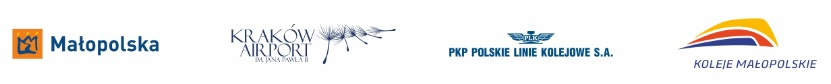 Małopolska
KRAKÓW
AIRPORT
IM. JANA PAWŁA II
PLK
PKP POLSKIE LINIE KOLEJOWE S.A.
KOLEJE MAŁOPOLSKIE